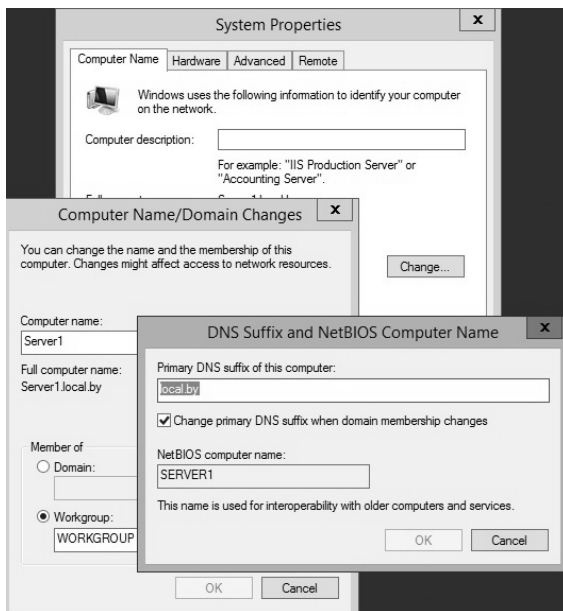 System Properties
x
Computer Name Hardware Advanced Remote
Windows uses the following information to identify your computer
on the network.
Computer description:
For example: "IIS Production Server" or
"Accounting Server".
Change...
Computer Name/Domain Changes
x
You can change the name and the membership of this
computer. Changes might affect access to network resources.
Computer name:
Server1
Full computer name:
Server1.local.by
Member of
Domain:
Workgroup:
WORKGROUP
OK Cancel
DNS Suffix and NetBIOS Computer Name
x
Primary DNS suffix of this computer:
local.by
Change primary DNS suffix when domain membership changes
NetBIOS computer name:
SERVER1
This name is used for interoperability with older computers and services.
OK Cancel